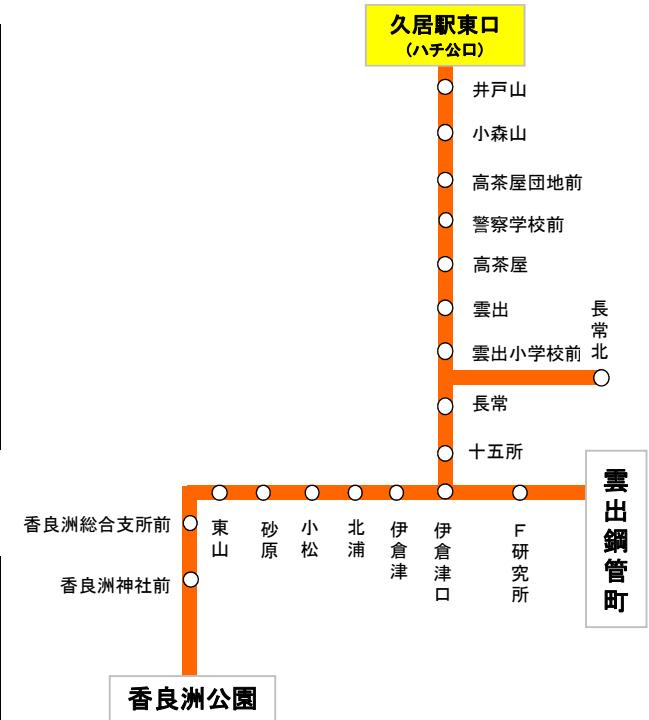 久居駅東口
(ハチ公口)
井戸山
小森山
高茶屋団地前
警察学校前
高茶屋
雲出
雲出小学校前
長常北
長常
十五所
雲出鋼管町
香良洲総合支所前
東山
砂原
小松
北浦
伊倉津
伊倉津口
F研究所
香良洲神社前
香良洲公園